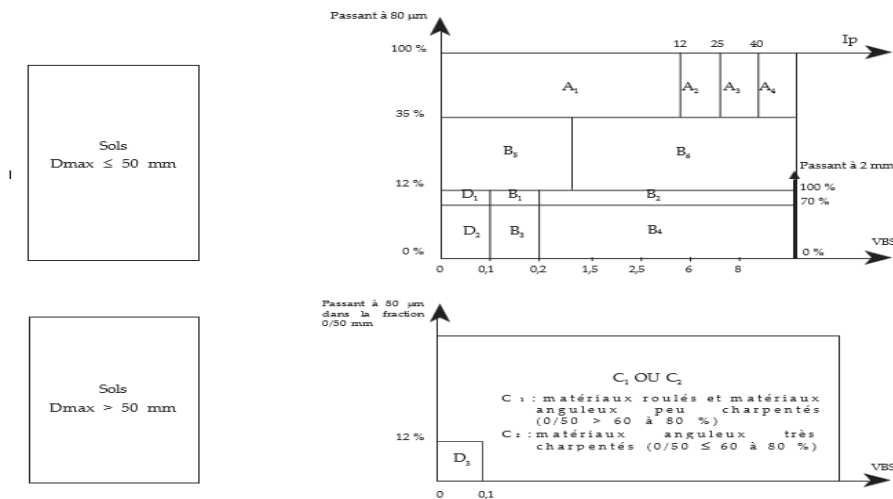 Passant à 80 µm
100 %
12 25 40 Ip
A₁ A₂ A₃ A₄
35 %
Sols
Dmax ≤ 50 mm
B₅ B₆
Passant à 2 mm
12 %
100 %
D₁ B₁ B₂
70 %
D₂ B₃ B₄
VBS
0 %
0 %
0 0,1 0,2 1,5 2,5 6 8
Passant à 80 µm
dans la fraction
0/50 mm
Sols
Dmax > 50 mm
C₁ OU C₂
C ₁ : matériaux roulés et matériaux
anguleux peu charpentés
(0/50 > 60 à 80 %)
C ₂ : matériaux anguleux très
charpentés (0/50 ≤ 60 à 80 %)
12 %
D₃
VBS
0 0,1